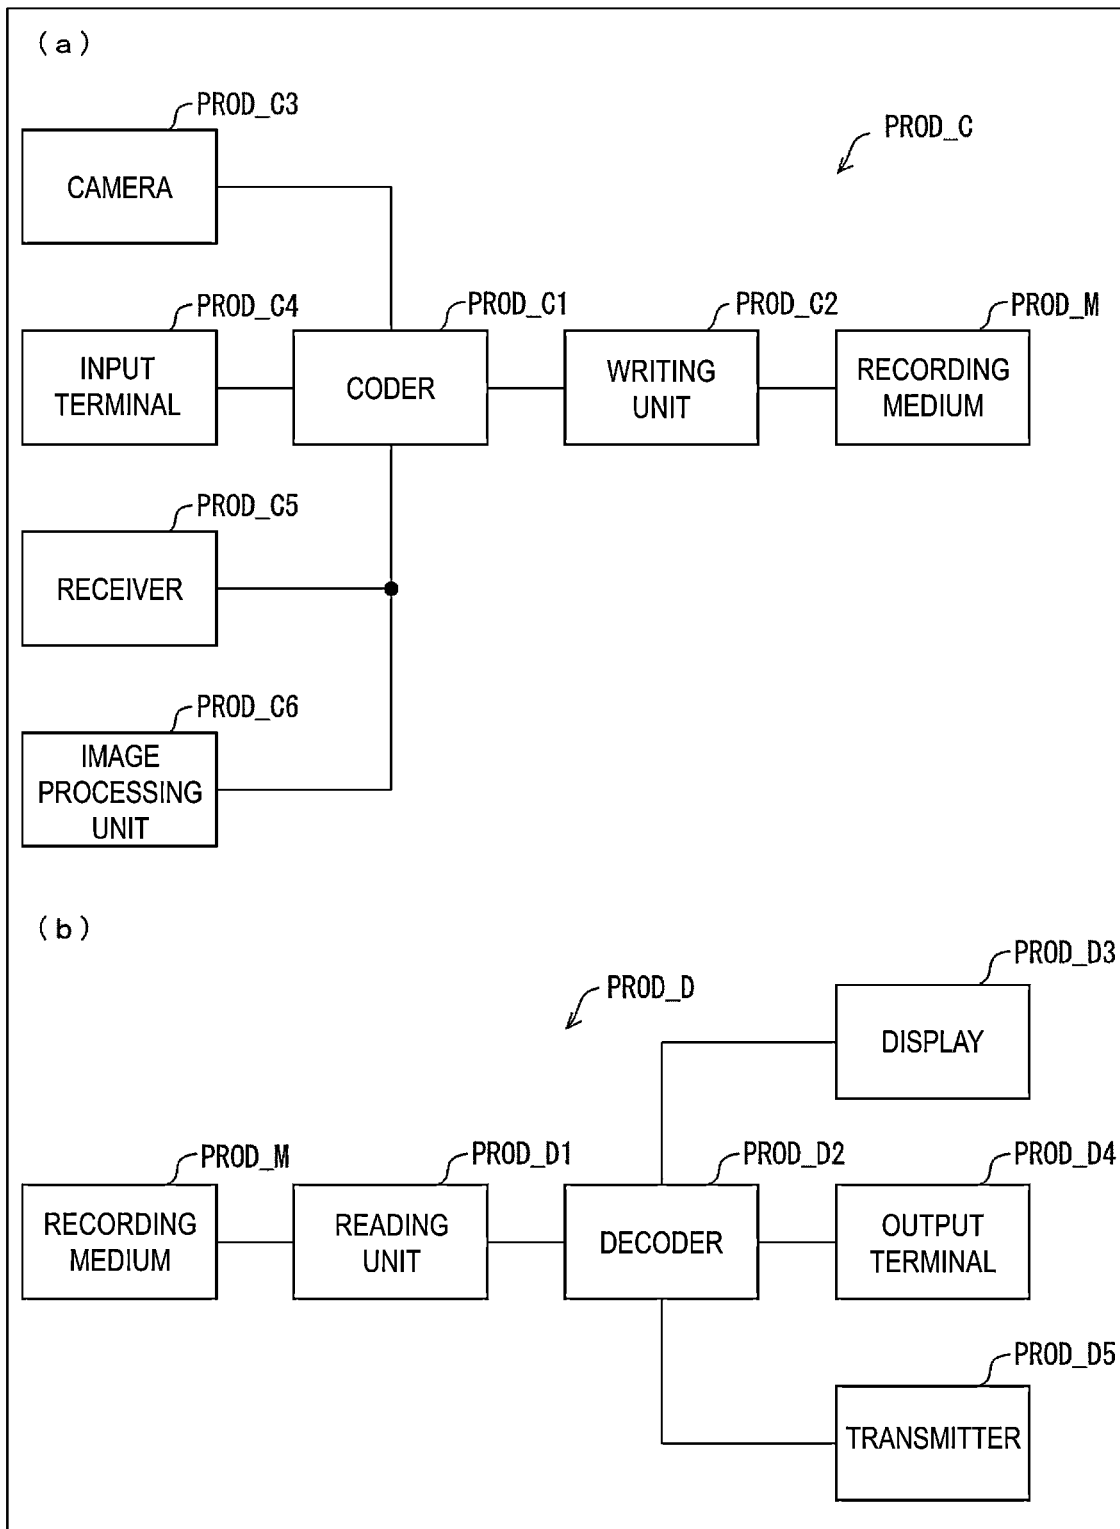 (a)
PROD_C3
CAMERA
PROD_C
PROD_C4
INPUT
TERMINAL
PROD_C1
CODER
PROD_C2
WRITING
UNIT
PROD_M
RECORDING
MEDIUM
PROD_C5
RECEIVER
PROD_C6
IMAGE
PROCESSING
UNIT
(b)
PROD_D
PROD_D3
DISPLAY
PROD_M
RECORDING
MEDIUM
PROD_D1
READING
UNIT
PROD_D2
DECODER
PROD_D4
OUTPUT
TERMINAL
PROD_D5
TRANSMITTER